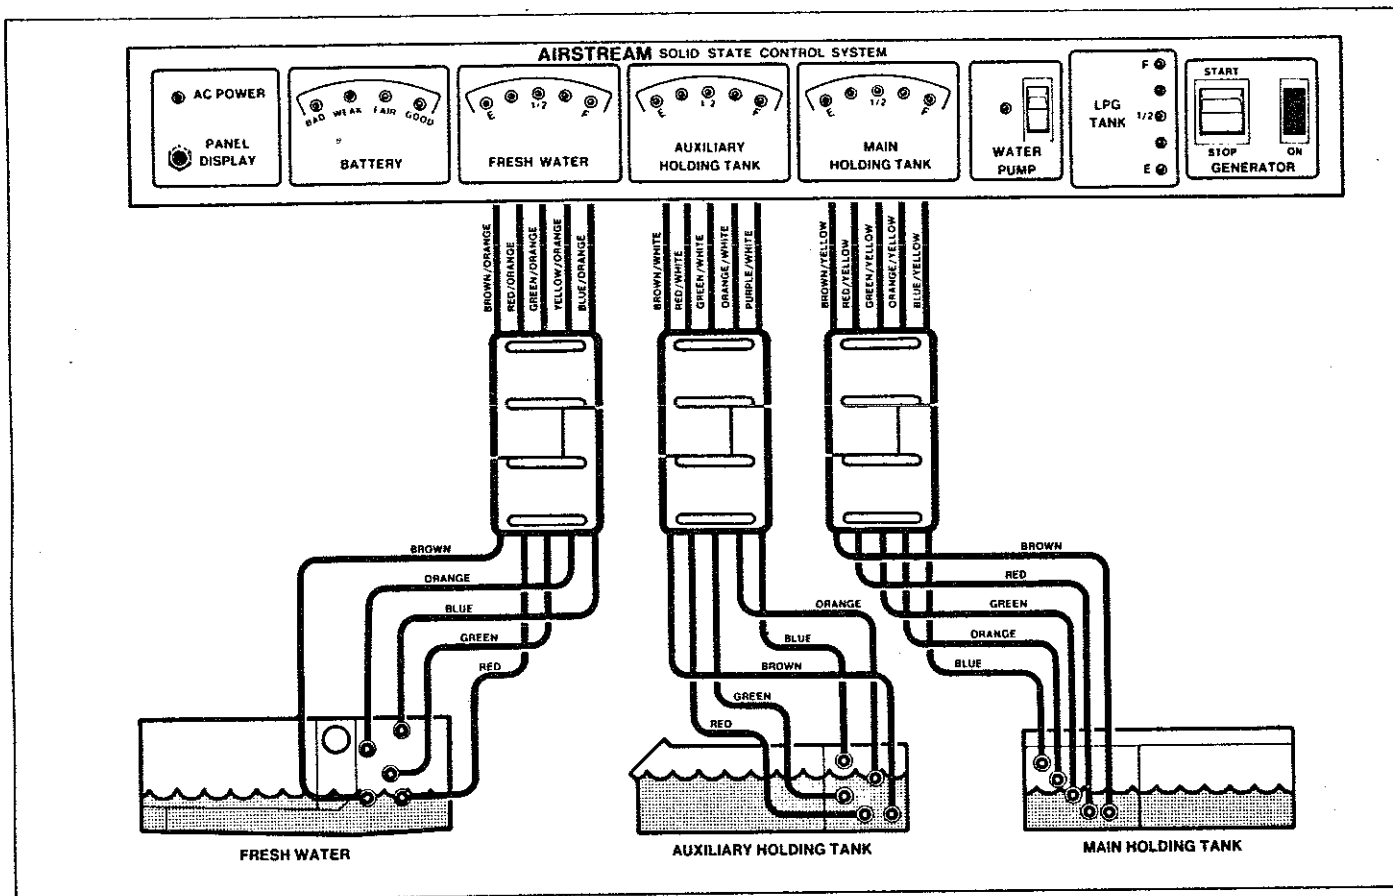 AIRSTREAM SOLID STATE CONTROL SYSTEM
AC POWER
PANEL
DISPLAY
BAD WEAK FAIR GOOD
BATTERY
E 1/2 F
FRESH WATER
E 1/2 F
AUXILIARY
HOLDING TANK
E 1/2 F
MAIN
HOLDING TANK
WATER
PUMP
F
LPG
TANK
1/2
E
START
STOP
ON
GENERATOR
BROWN/ORANGE
RED/ORANGE
GREEN/ORANGE
YELLOW/ORANGE
BLUE/ORANGE
BROWN/WHITE
RED/WHITE
GREEN/WHITE
ORANGE/WHITE
PURPLE/WHITE
BROWN/YELLOW
RED/YELLOW
GREEN/YELLOW
ORANGE/YELLOW
BLUE/YELLOW
BROWN
ORANGE
BLUE
GREEN
RED
ORANGE
BLUE
BROWN
GREEN
RED
BROWN
RED
GREEN
ORANGE
BLUE
FRESH WATER
AUXILIARY HOLDING TANK
MAIN HOLDING TANK